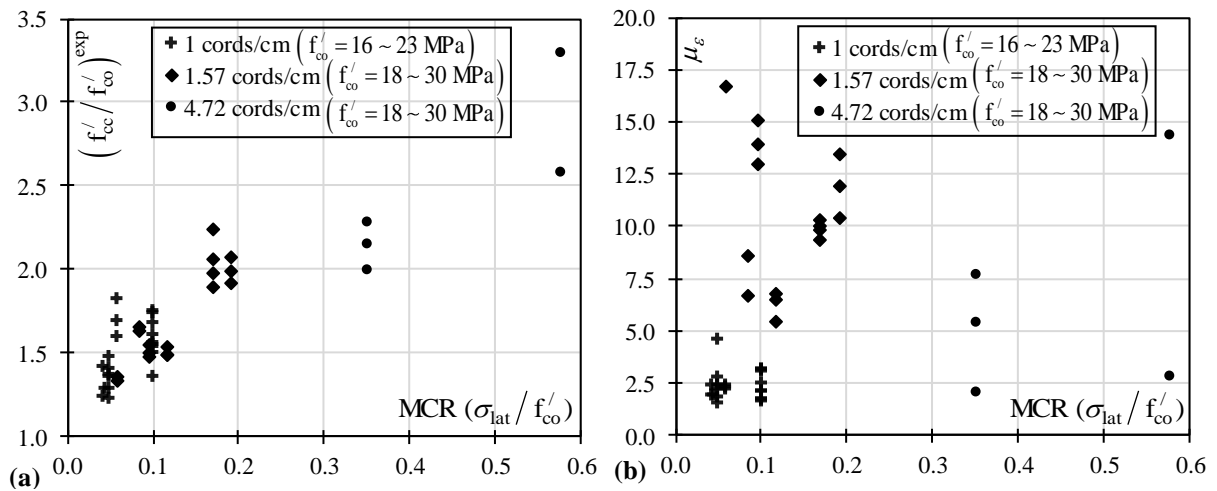 3.5
3.0
2.5
2.0
1.5
1.0
(f′cc/f′co)exp
1 cords/cm (f′co = 16 ~ 23 MPa)
1.57 cords/cm (f′co = 18 ~ 30 MPa)
4.72 cords/cm (f′co = 18 ~ 30 MPa)
MCR (σlat/f′co)
0.0 0.1 0.2 0.3 0.4 0.5 0.6
(a)
20.0
17.5
15.0
12.5
10.0
7.5
5.0
2.5
0.0
με
1 cords/cm (f′co = 16 ~ 23 MPa)
1.57 cords/cm (f′co = 18 ~ 30 MPa)
4.72 cords/cm (f′co = 18 ~ 30 MPa)
MCR (σlat/f′co)
0.0 0.1 0.2 0.3 0.4 0.5 0.6
(b)